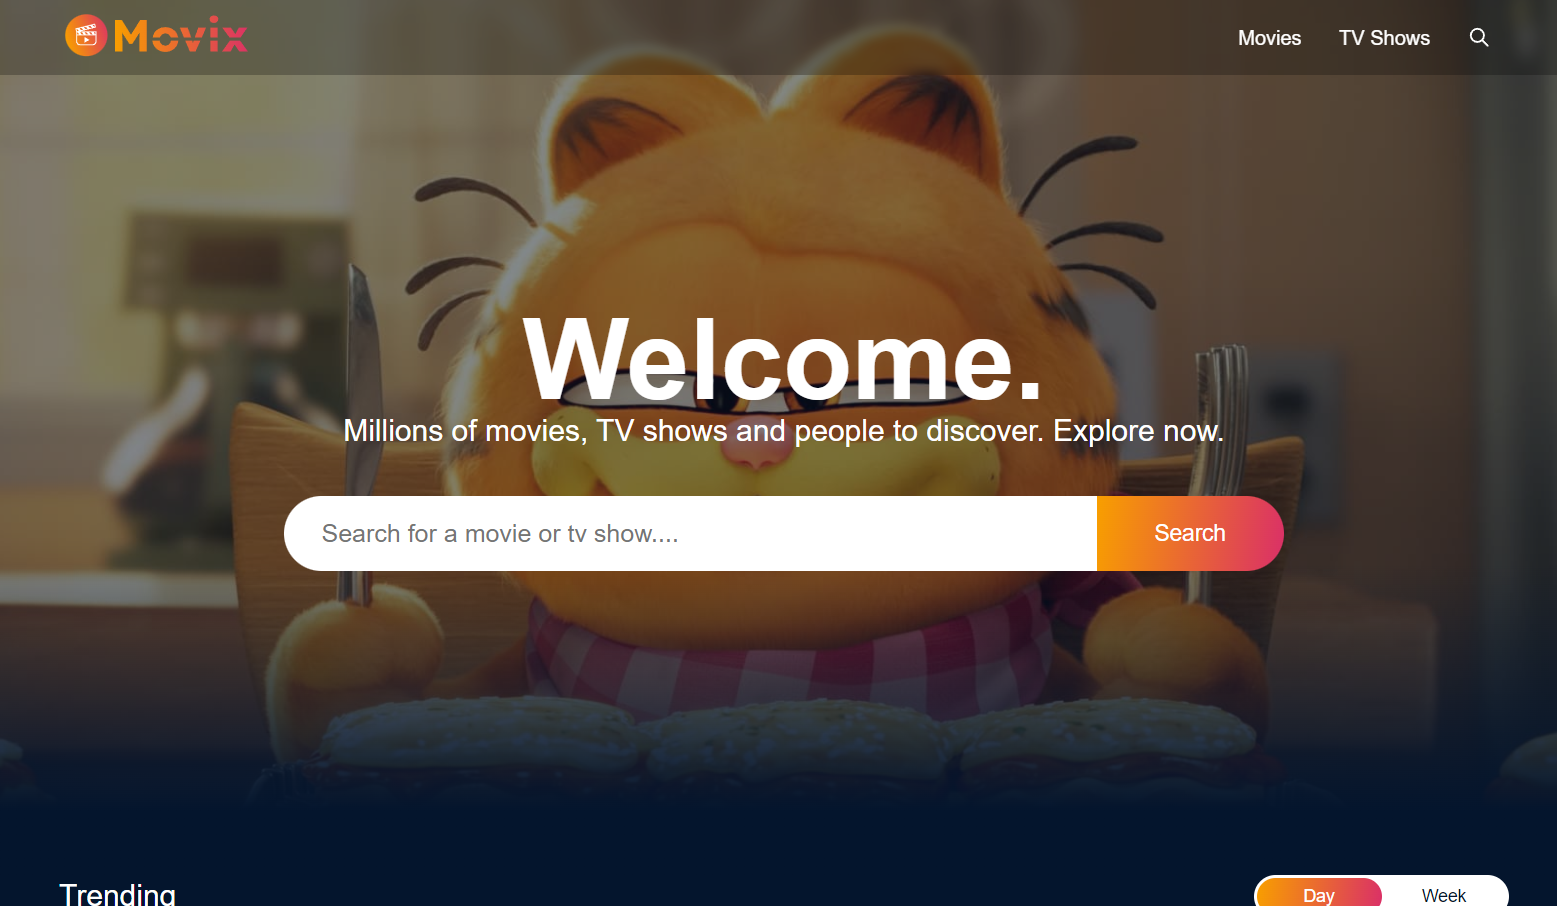 Movix
Movies
TV Shows
Welcome.
Millions of movies, TV shows and people to discover. Explore now.
Search for a movie or tv show....
Search
Trending
Day
Week